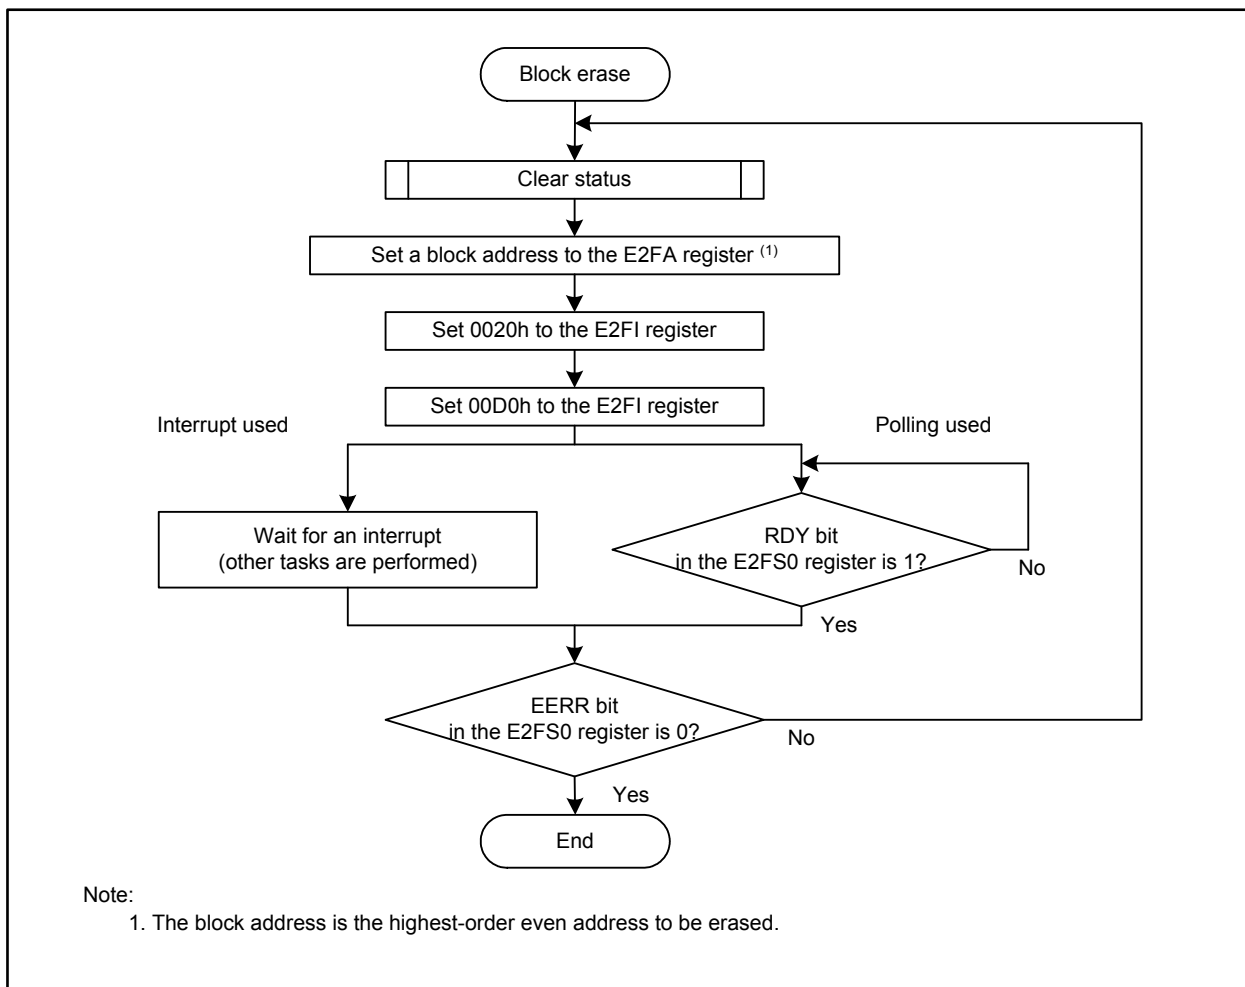 Block erase
Clear status
Set a block address to the E2FA register (1)
Set 0020h to the E2FI register
Set 00D0h to the E2FI register
Interrupt used
Polling used
Wait for an interrupt
(other tasks are performed)
RDY bit
in the E2FS0 register is 1?
No
Yes
EERR bit
in the E2FS0 register is 0?
No
Yes
End
Note:
1. The block address is the highest-order even address to be erased.